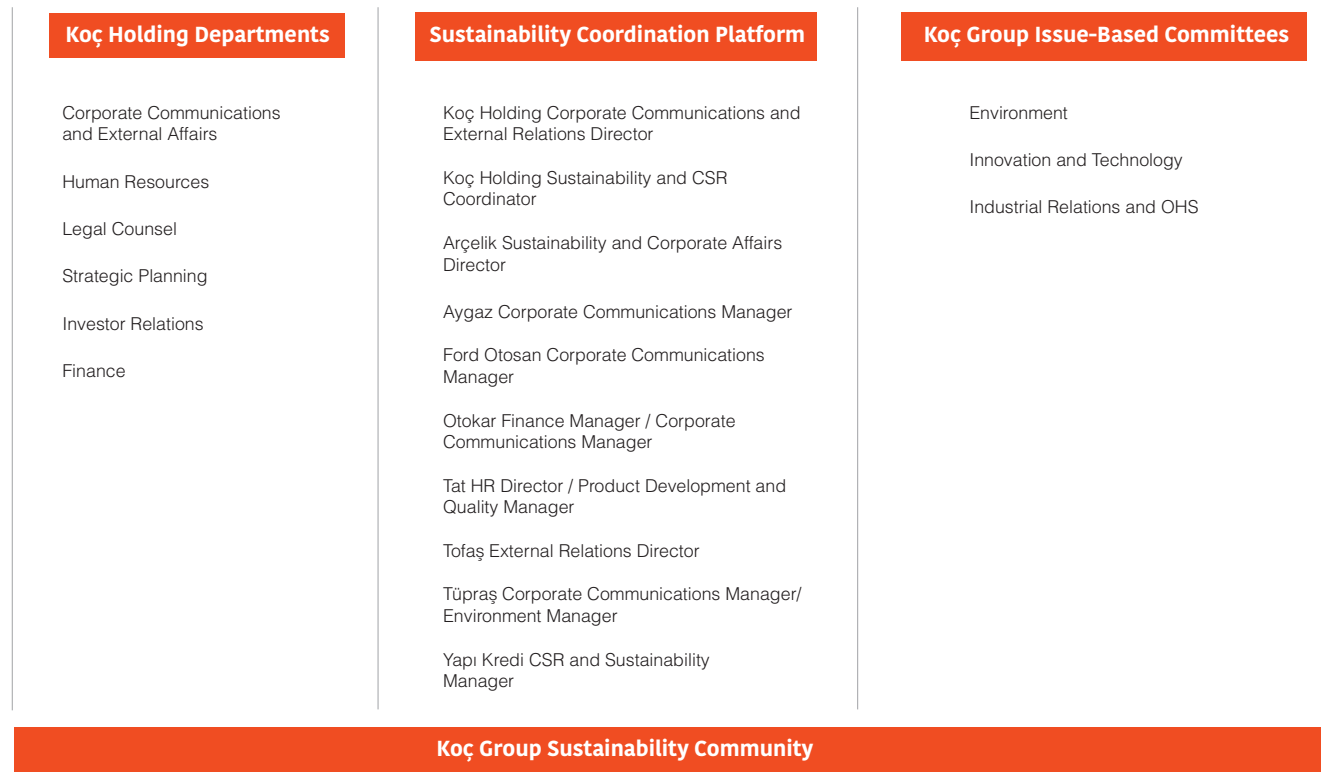 Koç Holding Departments
Corporate Communications
and External Affairs
Human Resources
Legal Counsel
Strategic Planning
Investor Relations
Finance
Sustainability Coordination Platform
Koç Holding Corporate Communications and
External Relations Director
Koç Holding Sustainability and CSR
Coordinator
Arçelik Sustainability and Corporate Affairs
Director
Aygaz Corporate Communications Manager
Ford Otosan Corporate Communications
Manager
Otokar Finance Manager / Corporate
Communications Manager
Tat HR Director / Product Development and
Quality Manager
Tofaş External Relations Director
Tüpraş Corporate Communications Manager/
Environment Manager
Yapı Kredi CSR and Sustainability
Manager
Koç Group Issue-Based Committees
Environment
Innovation and Technology
Industrial Relations and OHS
Koç Group Sustainability Community